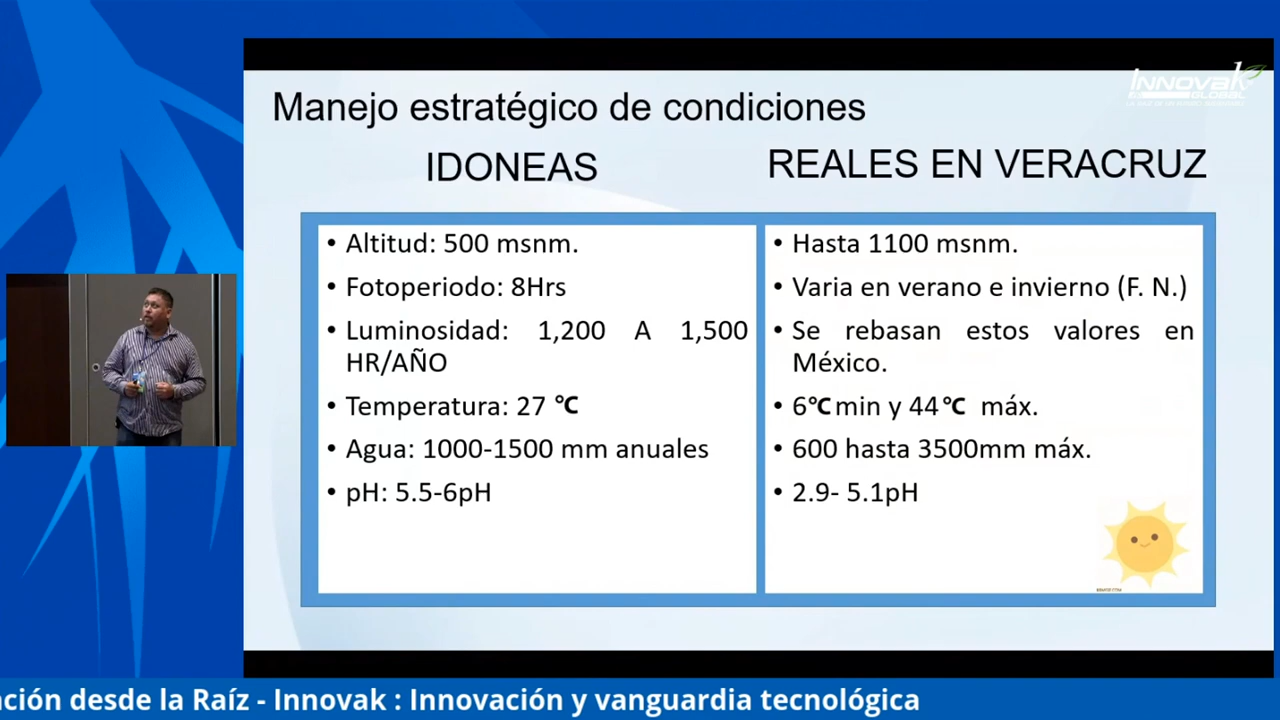 Innovak
GLOBAL
Manejo estratégico de condiciones
IDONEAS
REALES EN VERACRUZ
• Altitud: 500 msnm.
• Fotoperiodo: 8Hrs
• Luminosidad: 1,200 A 1,500
HR/AÑO
• Temperatura: 27 °C
• Agua: 1000-1500 mm anuales
• pH: 5.5-6pH
• Hasta 1100 msnm.
• Varia en verano e invierno (F. N.)
• Se rebasan estos valores en
México.
• 6°Cmin y 44°C máx.
• 600 hasta 3500mm máx.
• 2.9- 5.1pH
ción desde la Raíz - Innovak : Innovación y vanguardia tecnológica